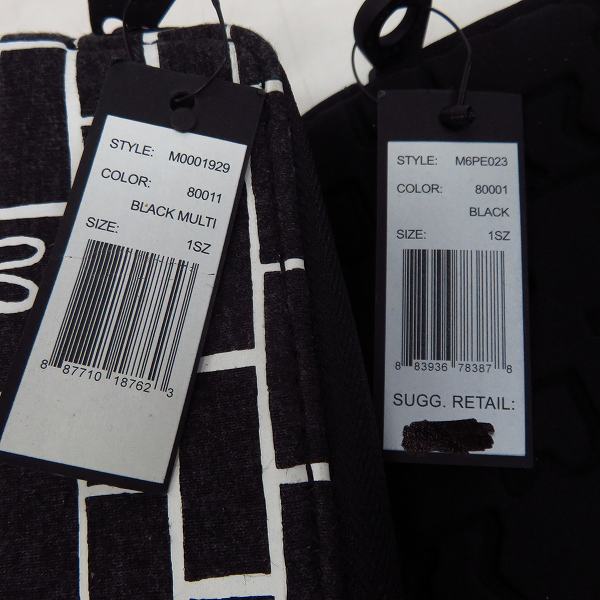 STYLE: M0001929
COLOR: 80011
BLACK MULTI
SIZE: 1SZ
8 87710 18762 3
STYLE: M6PE023
COLOR: 80001
BLACK
SIZE: 1SZ
8 83936 78387 8
SUGG. RETAIL: